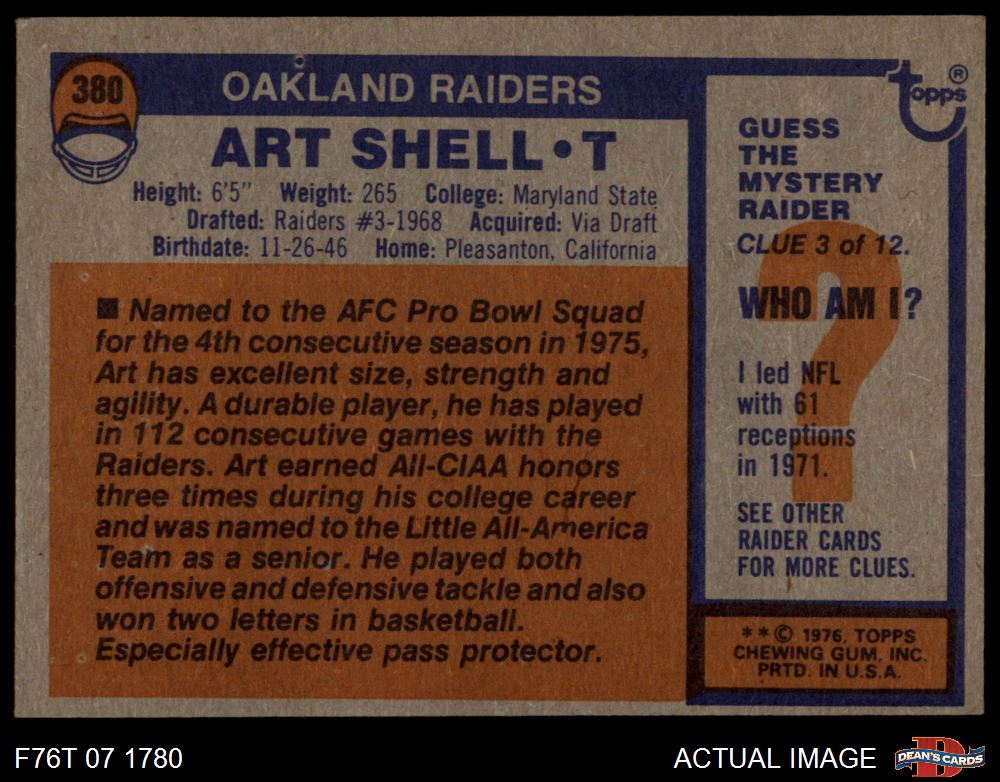 380
OAKLAND RAIDERS
ART SHELL • T
Height: 6'5" Weight: 265 College: Maryland State
Drafted: Raiders #3-1968 Acquired: Via Draft
Birthdate: 11-26-46 Home: Pleasanton, California
■ Named to the AFC Pro Bowl Squad
for the 4th consecutive season in 1975,
Art has excellent size, strength and
agility. A durable player, he has played
in 112 consecutive games with the
Raiders. Art earned All-CIAA honors
three times during his college career
and was named to the Little All-America
Team as a senior. He played both
offensive and defensive tackle and also
won two letters in basketball.
Especially effective pass protector.
topps®
GUESS
THE
MYSTERY
RAIDER
CLUE 3 of 12.
WHO AM I?
I led NFL
with 61
receptions
in 1971.
SEE OTHER
RAIDER CARDS
FOR MORE CLUES.
**© 1976, TOPPS
CHEWING GUM, INC.
PRTD. IN U.S.A.
F76T 07 1780
ACTUAL IMAGE
D
DEAN'S CARDS